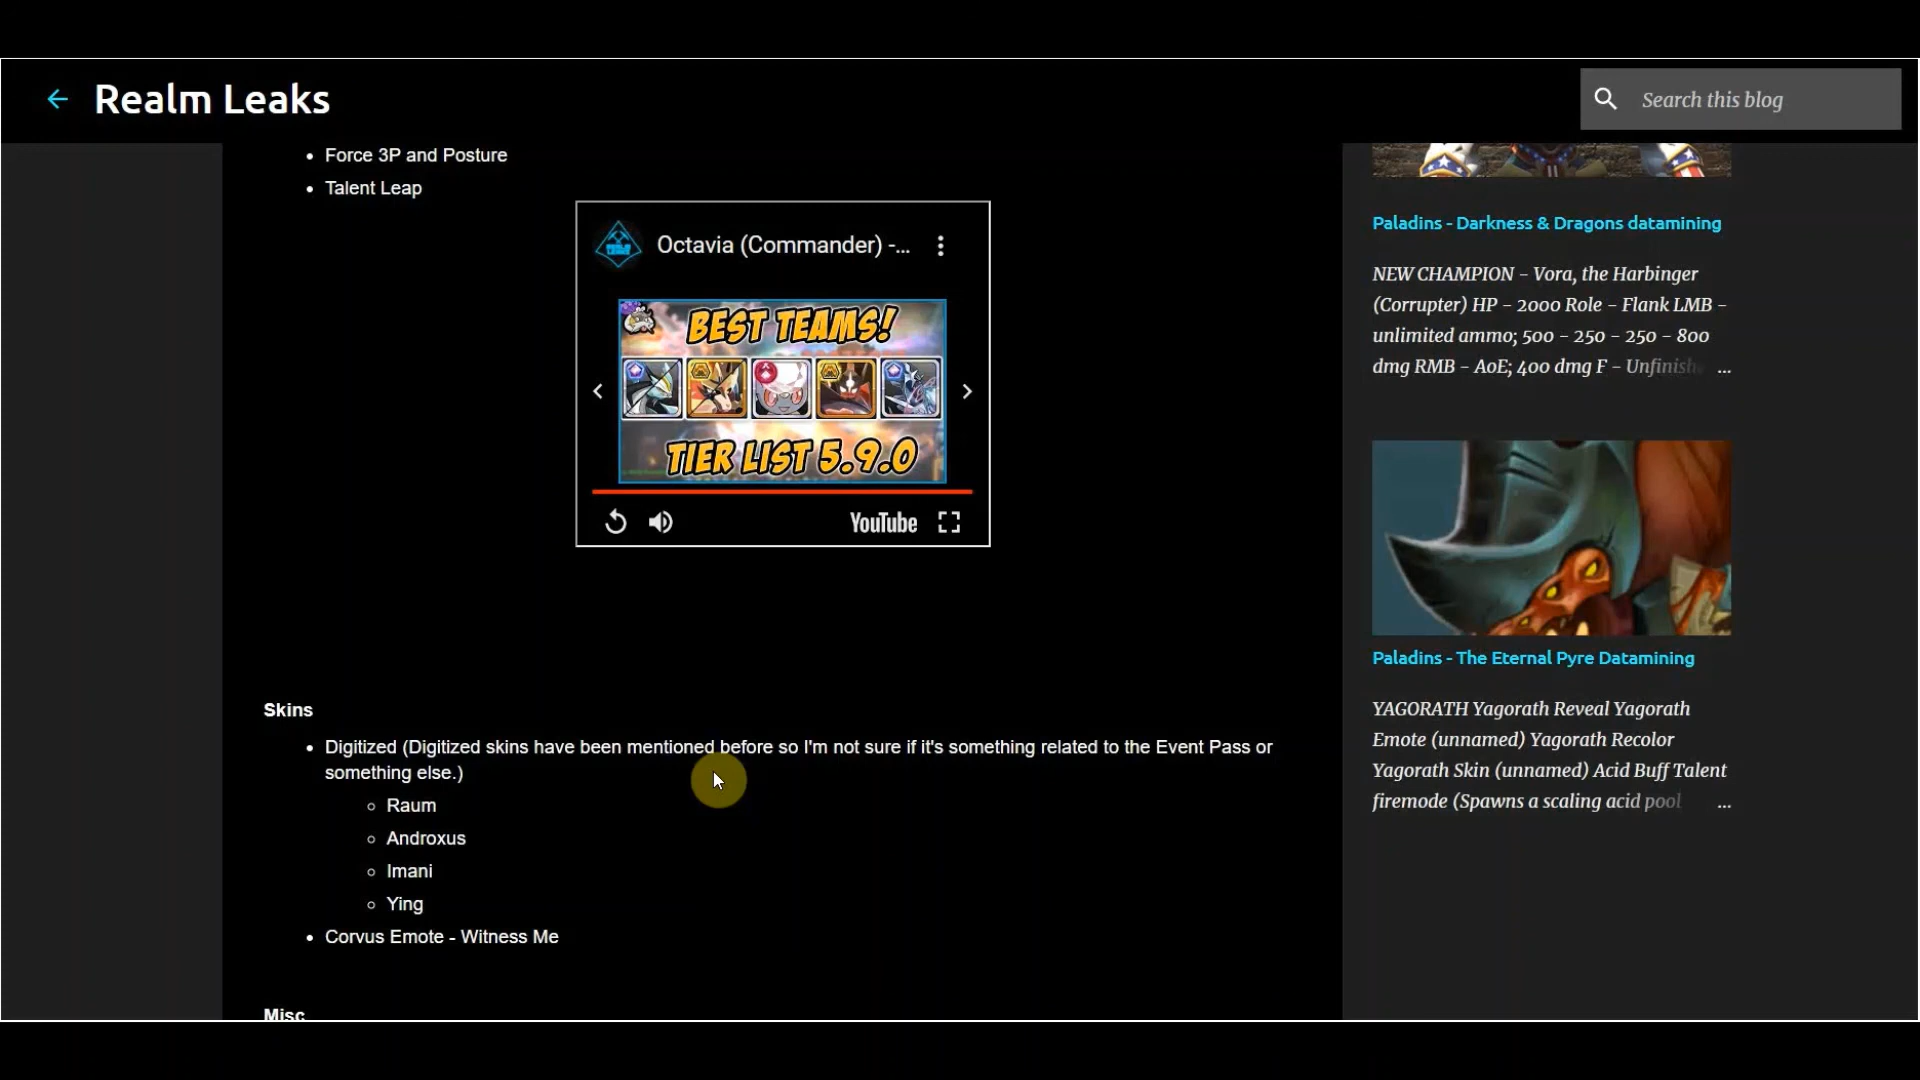 Realm Leaks
Search this blog
Force 3P and Posture
Talent Leap
Octavia (Commander) -...
BEST TEAMS!
TIER LIST 5.9.0
YouTube
Skins
Digitized (Digitized skins have been mentioned before so I'm not sure if it's something related to the Event Pass or
something else.)
Raum
Androxus
Imani
Ying
Corvus Emote - Witness Me
Misc
Paladins - Darkness & Dragons datamining
NEW CHAMPION - Vora, the Harbinger
(Corrupter) HP - 2000 Role - Flank LMB -
unlimited ammo; 500 - 250 - 250 - 800
dmg RMB - AoE; 400 dmg F - Unfinish ...
Paladins - The Eternal Pyre Datamining
YAGORATH Yagorath Reveal Yagorath
Emote (unnamed) Yagorath Recolor
Yagorath Skin (unnamed) Acid Buff Talent
firemode (Spawns a scaling acid pool ...